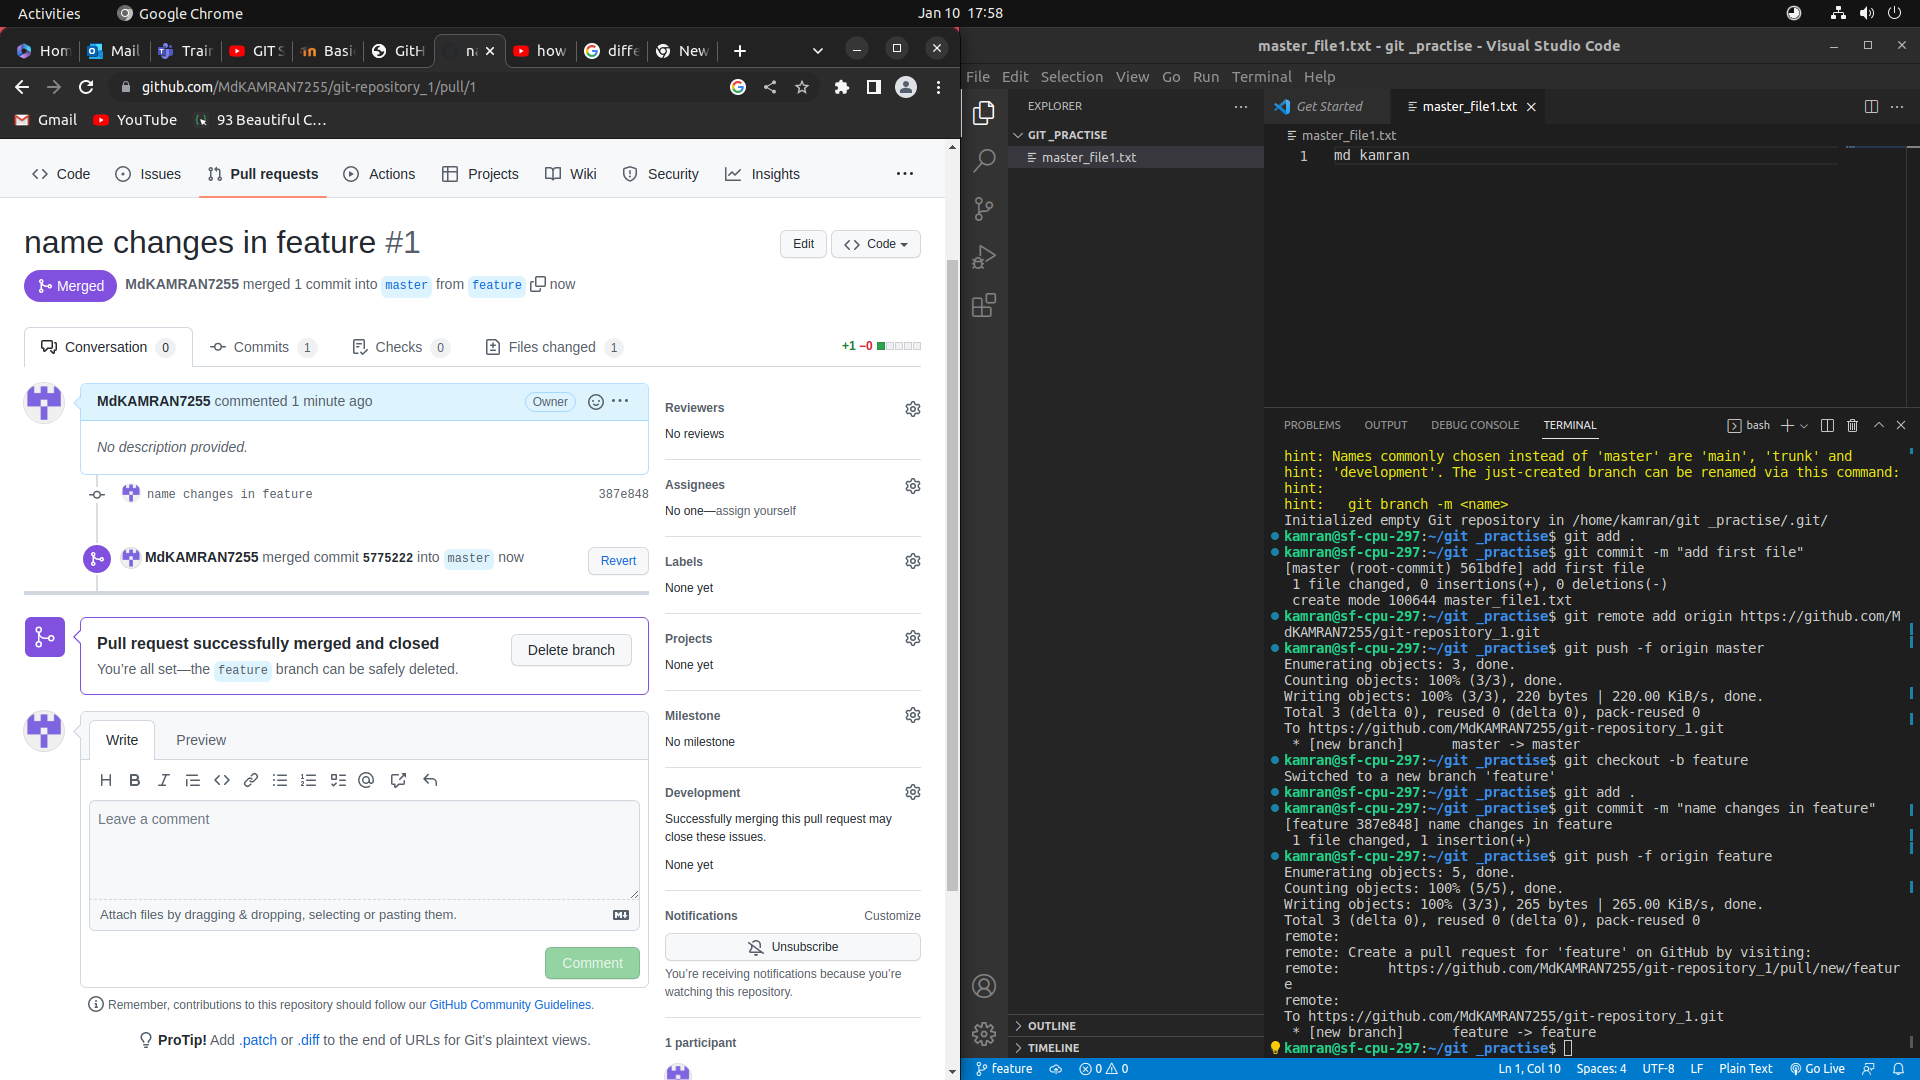 Activities
Google Chrome
Jan 10 17:58
Hom
Mail
Train
GIT S
Basi
GitH
na
how
diffe
New
github.com/MdKAMRAN7255/git-repository_1/pull/1
Gmail
YouTube
93 Beautiful C...
Code
Issues
Pull requests
Actions
Projects
Wiki
Security
Insights
name changes in feature #1
Edit
Code
Merged
MdKAMRAN7255 merged 1 commit into master from feature now
Conversation 0
Commits 1
Checks 0
Files changed 1
+1 −0
MdKAMRAN7255 commented 1 minute ago
Owner
No description provided.
name changes in feature
387e848
MdKAMRAN7255 merged commit 5775222 into master now
Revert
Pull request successfully merged and closed
You're all set—the feature branch can be safely deleted.
Delete branch
Write
Preview
Leave a comment
Attach files by dragging & dropping, selecting or pasting them.
Comment
Remember, contributions to this repository should follow our GitHub Community Guidelines.
ProTip! Add .patch or .diff to the end of URLs for Git's plaintext views.
Reviewers
No reviews
Assignees
No one—assign yourself
Labels
None yet
Projects
None yet
Milestone
No milestone
Development
Successfully merging this pull request may
close these issues.
None yet
Notifications
Customize
Unsubscribe
You're receiving notifications because you're
watching this repository.
1 participant
master_file1.txt - git _practise - Visual Studio Code
File Edit Selection View Go Run Terminal Help
EXPLORER
GIT _PRACTISE
master_file1.txt
OUTLINE
TIMELINE
Get Started
master_file1.txt
master_file1.txt
1 md kamran
PROBLEMS OUTPUT DEBUG CONSOLE TERMINAL
bash
hint: Names commonly chosen instead of 'master' are 'main', 'trunk' and
hint: 'development'. The just-created branch can be renamed via this command:
hint:
hint:   git branch -m <name>
Initialized empty Git repository in /home/kamran/git _practise/.git/
kamran@sf-cpu-297:~/git _practise$ git add .
kamran@sf-cpu-297:~/git _practise$ git commit -m "add first file"
[master (root-commit) 561bdfe] add first file
 1 file changed, 0 insertions(+), 0 deletions(-)
 create mode 100644 master_file1.txt
kamran@sf-cpu-297:~/git _practise$ git remote add origin https://github.com/M
dKAMRAN7255/git-repository_1.git
kamran@sf-cpu-297:~/git _practise$ git push -f origin master
Enumerating objects: 3, done.
Counting objects: 100% (3/3), done.
Writing objects: 100% (3/3), 220 bytes | 220.00 KiB/s, done.
Total 3 (delta 0), reused 0 (delta 0), pack-reused 0
To https://github.com/MdKAMRAN7255/git-repository_1.git
 * [new branch]      master -> master
kamran@sf-cpu-297:~/git _practise$ git checkout -b feature
Switched to a new branch 'feature'
kamran@sf-cpu-297:~/git _practise$ git add .
kamran@sf-cpu-297:~/git _practise$ git commit -m "name changes in feature"
[feature 387e848] name changes in feature
 1 file changed, 1 insertion(+)
kamran@sf-cpu-297:~/git _practise$ git push -f origin feature
Enumerating objects: 5, done.
Counting objects: 100% (5/5), done.
Writing objects: 100% (3/3), 265 bytes | 265.00 KiB/s, done.
Total 3 (delta 0), reused 0 (delta 0), pack-reused 0
remote:
remote: Create a pull request for 'feature' on GitHub by visiting:
remote:      https://github.com/MdKAMRAN7255/git-repository_1/pull/new/featur
e
remote:
To https://github.com/MdKAMRAN7255/git-repository_1.git
 * [new branch]      feature -> feature
kamran@sf-cpu-297:~/git _practise$
feature
0 0
Ln 1, Col 10
Spaces: 4
UTF-8
LF
Plain Text
Go Live